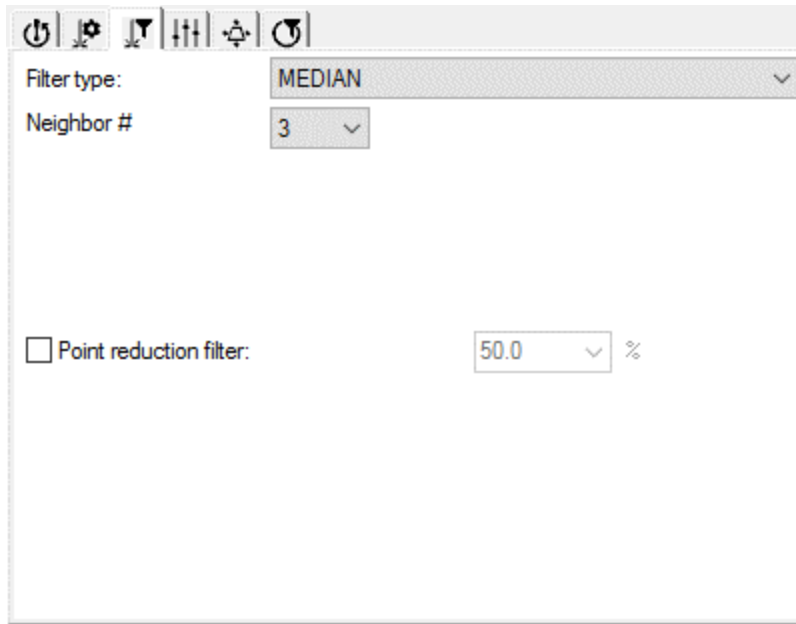 Filter type: MEDIAN
Neighbor # 3
Point reduction filter: 50.0 %